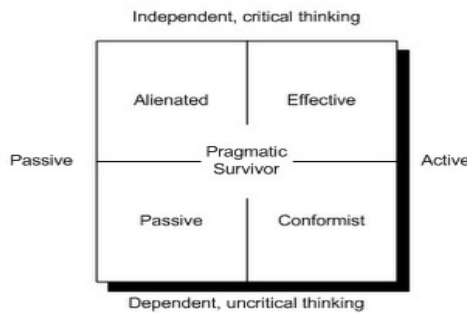 Independent, critical thinking
Alienated
Effective
Passive
Pragmatic
Survivor
Active
Passive
Conformist
Dependent, uncritical thinking